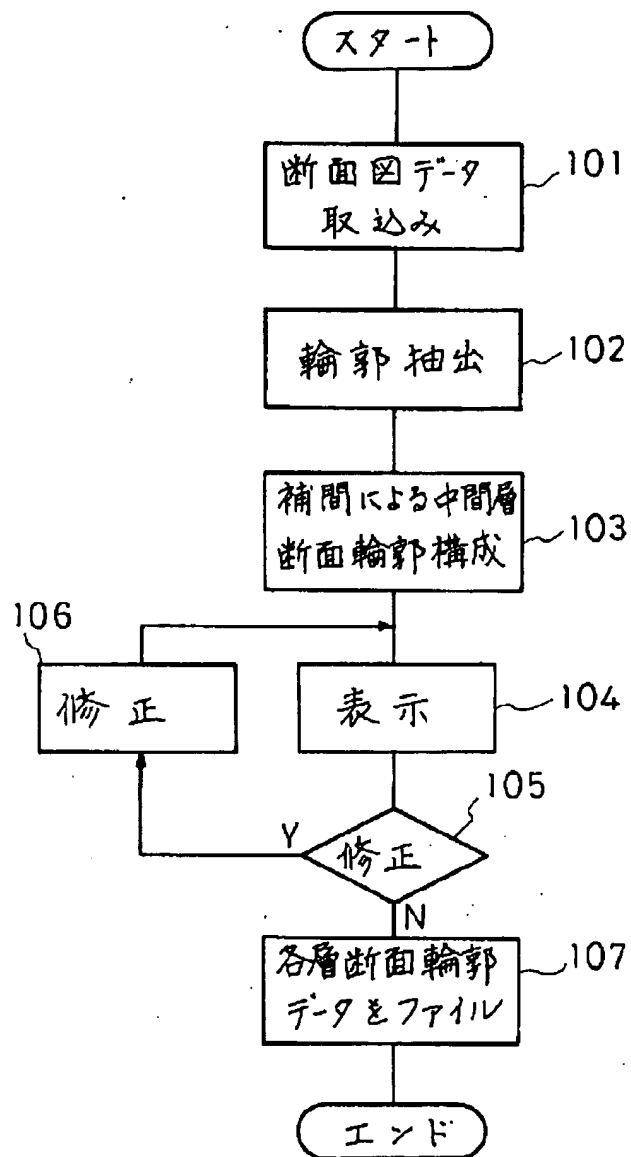 スタート
断面図データ
取込み
101
輪郭抽出
102
補間による中間層
断面輪郭構成
103
106
修正
表示
104
105
Y
修正
N
各層断面輪郭
データをファイル
107
エンド